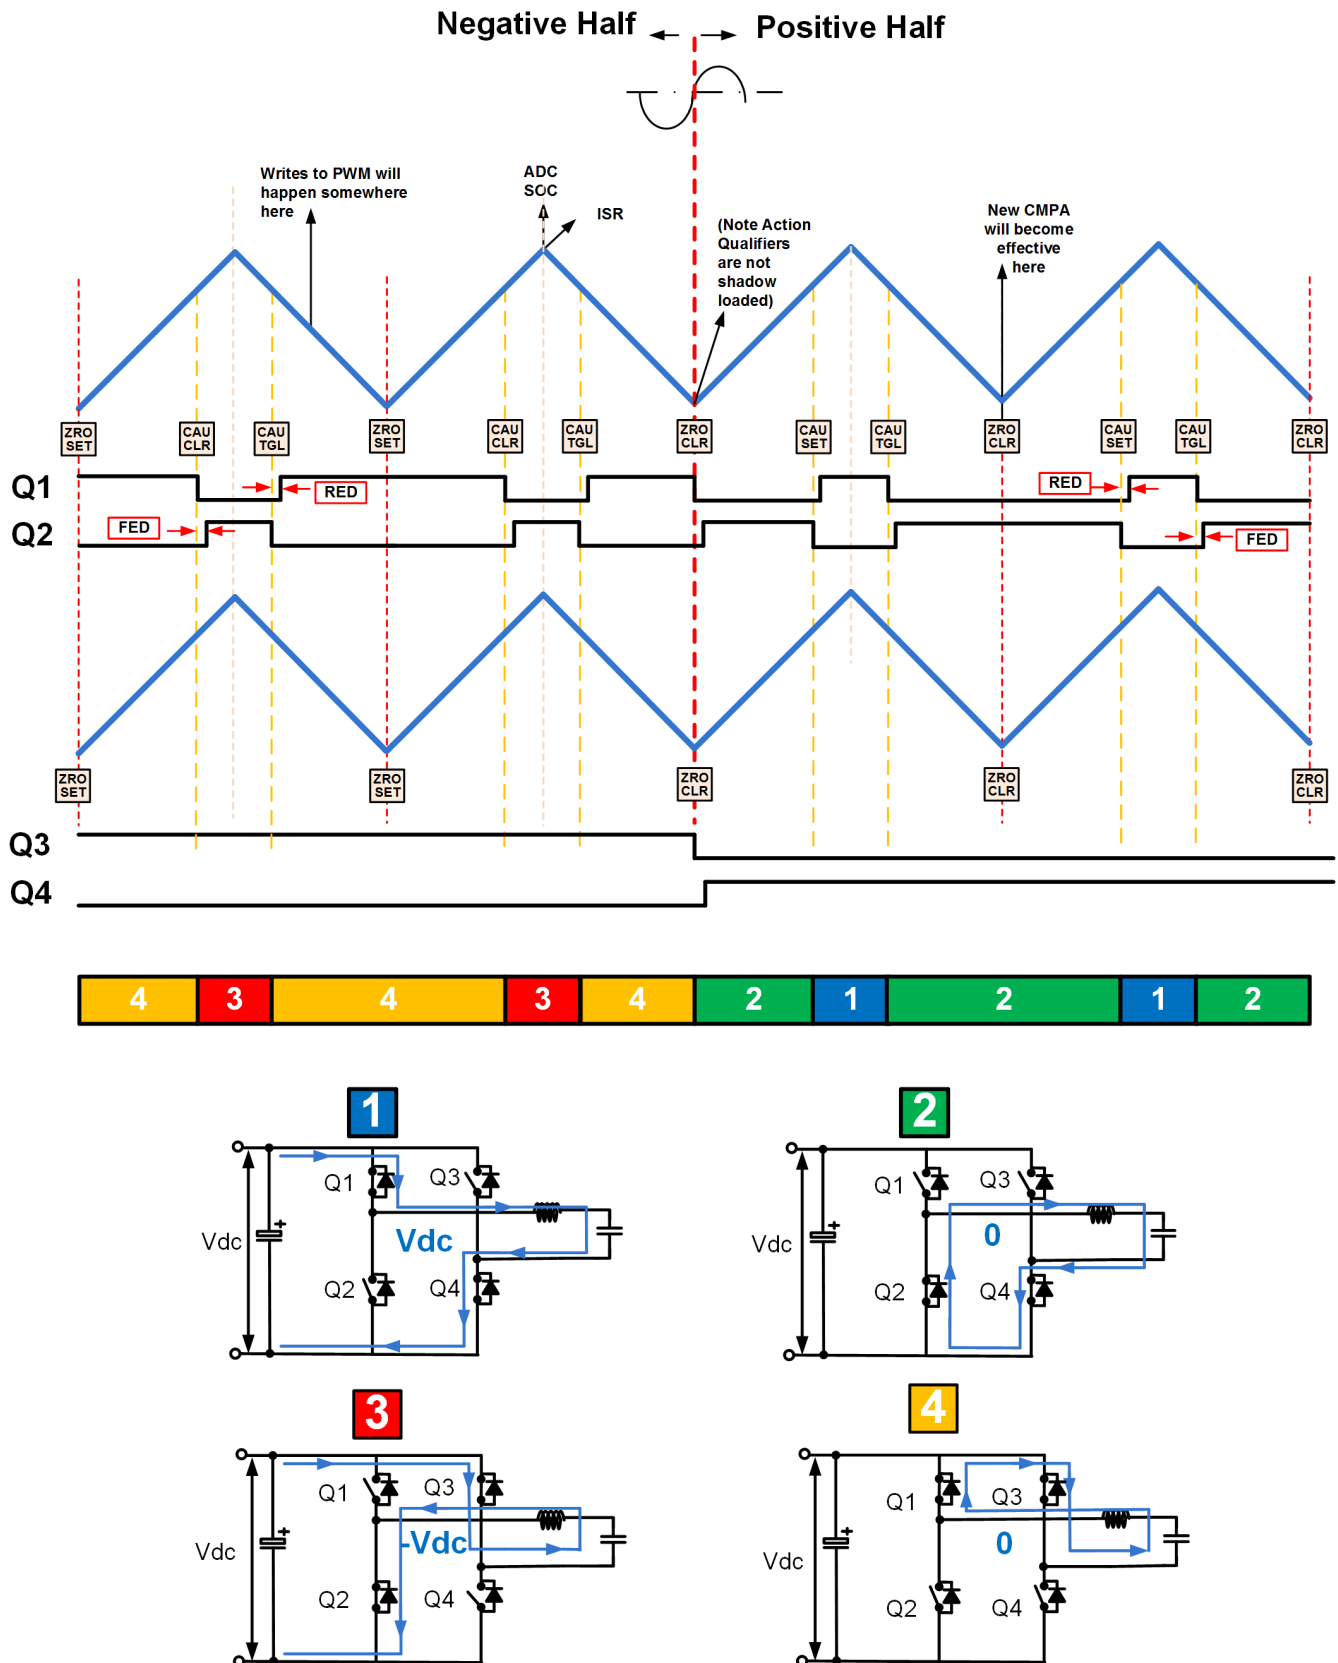 Negative Half
Positive Half
Writes to PWM will
happen somewhere
here
ADC
SOC
ISR
(Note Action
Qualifiers
are not
shadow
loaded)
New CMPA
will become
effective
here
ZRO
SET
CAU
CLR
CAU
TGL
ZRO
SET
CAU
CLR
CAU
TGL
ZRO
CLR
CAU
SET
CAU
TGL
ZRO
CLR
CAU
SET
CAU
TGL
ZRO
CLR
Q1
RED
RED
Q2
FED
FED
ZRO
SET
ZRO
SET
ZRO
CLR
ZRO
CLR
ZRO
CLR
Q3
Q4
4 3 4 3 4 2 1 2 1 2
1
Q1
Q3
+
Vdc
Vdc
Q2
Q4
2
Q1
Q3
+
Vdc
0
Q2
Q4
3
Q1
Q3
+
Vdc
-Vdc
Q2
Q4
4
Q1
Q3
+
Vdc
0
Q2
Q4